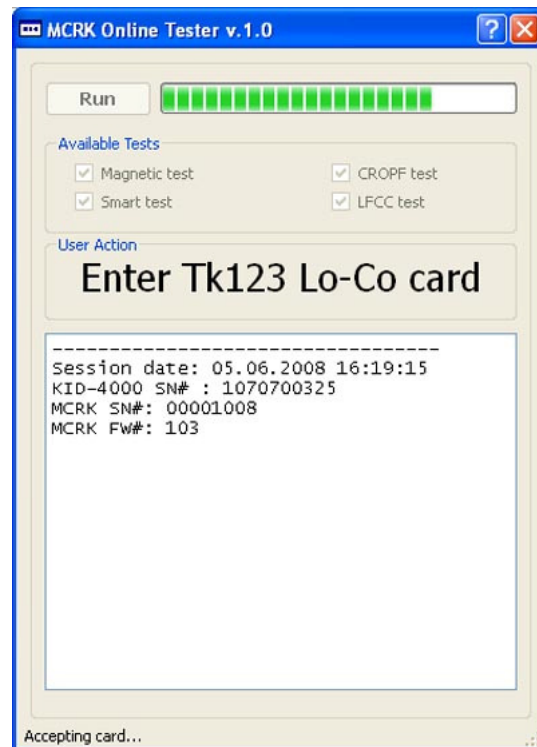 MCRK Online Tester v.1.0
Run
Available Tests
Magnetic test
CROPF test
Smart test
LFCC test
User Action
Enter Tk123 Lo-Co card
-----------------------------------
Session date: 05.06.2008 16:19:15
KID-4000 SN# : 1070700325
MCRK SN#: 00001008
MCRK FW#: 103
Accepting card...